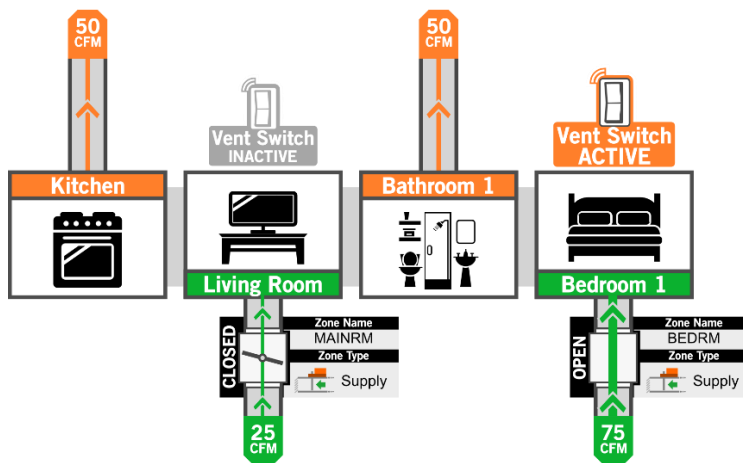 50
CFM
50
CFM
Vent Switch
INACTIVE
Vent Switch
ACTIVE
Kitchen
Bathroom 1
Living Room
Bedroom 1
CLOSED
Zone Name
MAINRM
Zone Type
Supply
OPEN
Zone Name
BEDRM
Zone Type
Supply
25
CFM
75
CFM